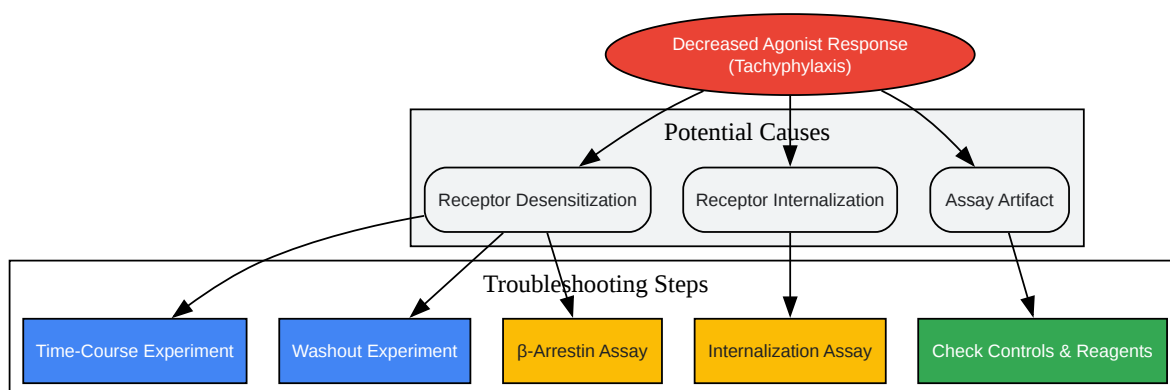 Decreased Agonist Response
(Tachyphylaxis)
Potential Causes
Receptor Desensitization
Receptor Internalization
Assay Artifact
Troubleshooting Steps
Time-Course Experiment
Washout Experiment
β-Arrestin Assay
Internalization Assay
Check Controls & Reagents